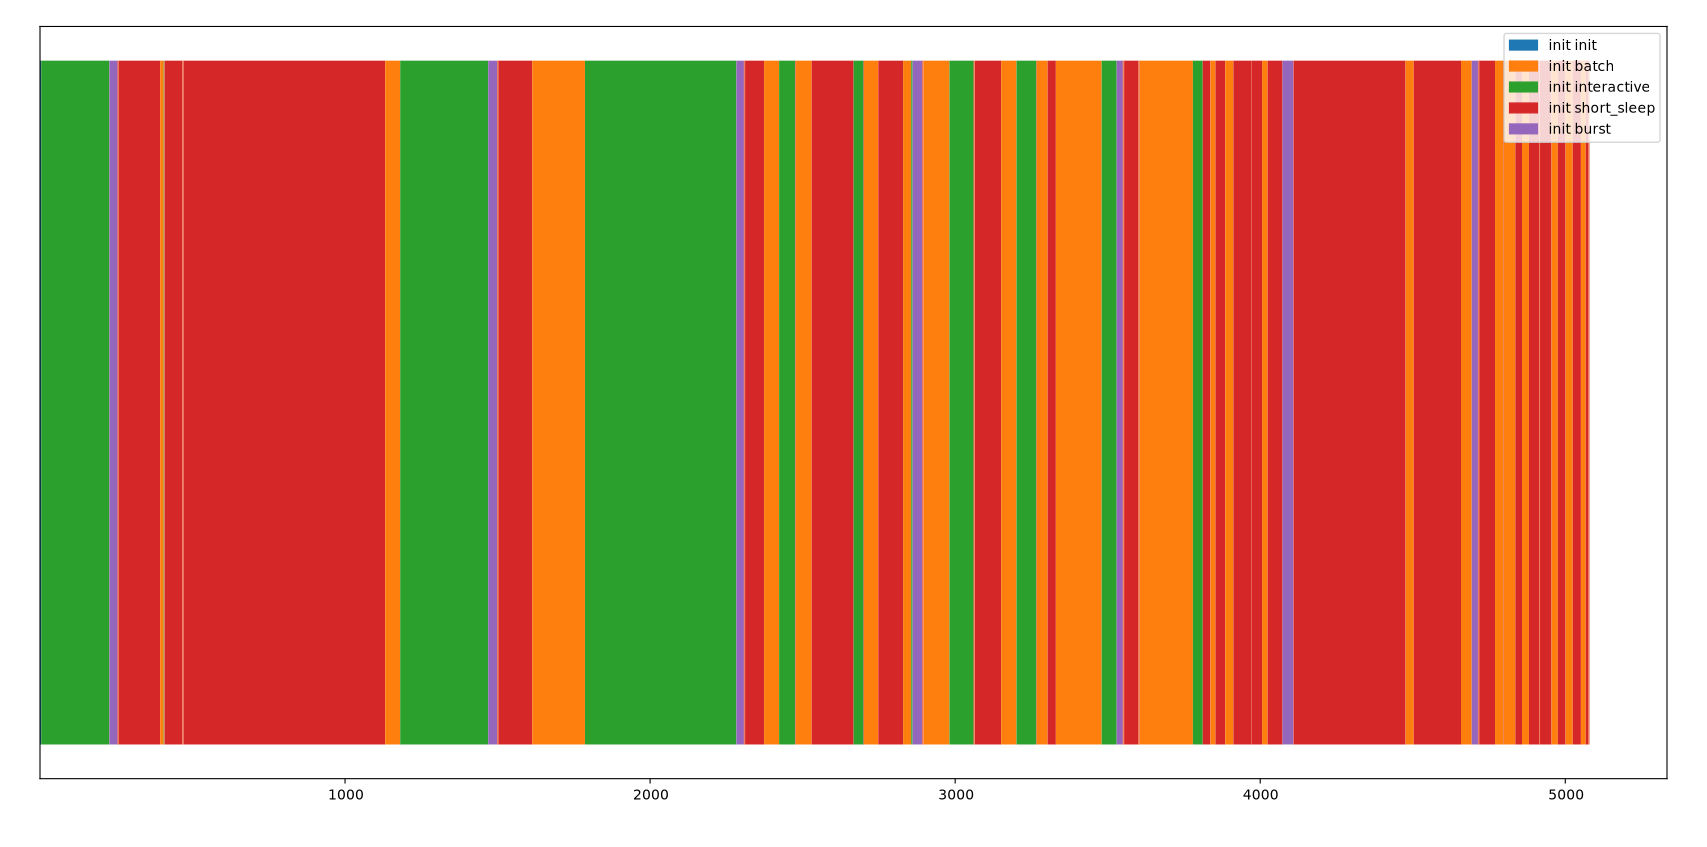 init init
init batch
init interactive
init short_sleep
init burst
1000 2000 3000 4000 5000